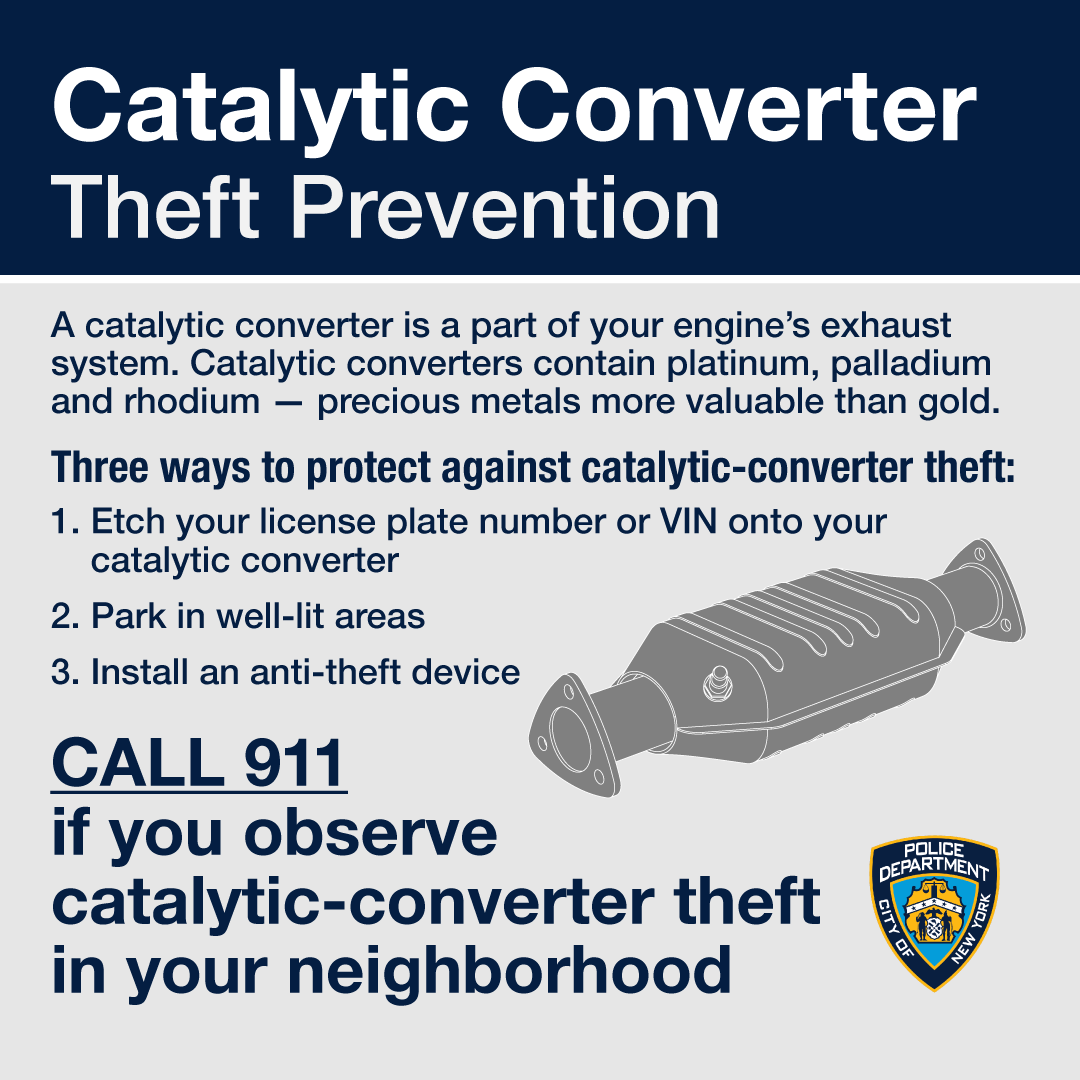 Catalytic Converter
Theft Prevention
A catalytic converter is a part of your engine’s exhaust
system. Catalytic converters contain platinum, palladium
and rhodium — precious metals more valuable than gold.
Three ways to protect against catalytic-converter theft:
1. Etch your license plate number or VIN onto your
catalytic converter
2. Park in well-lit areas
3. Install an anti-theft device
CALL 911
if you observe
catalytic-converter theft
in your neighborhood
POLICE
DEPARTMENT
CITY OF
NEW YORK